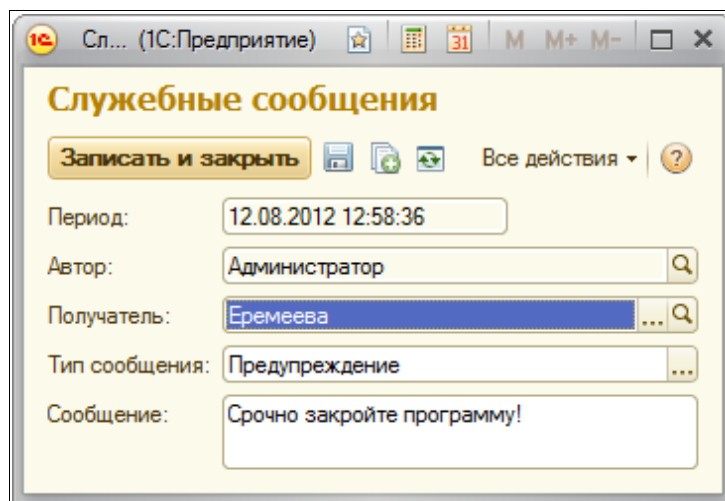 1С Сл... (1С:Предприятие) 31 M M+ M-
Служебные сообщения
Записать и закрыть Все действия ?
Период: 12.08.2012 12:58:36
Автор: Администратор
Получатель: Еремеева ...
Тип сообщения: Предупреждение ...
Сообщение: Срочно закройте программу!